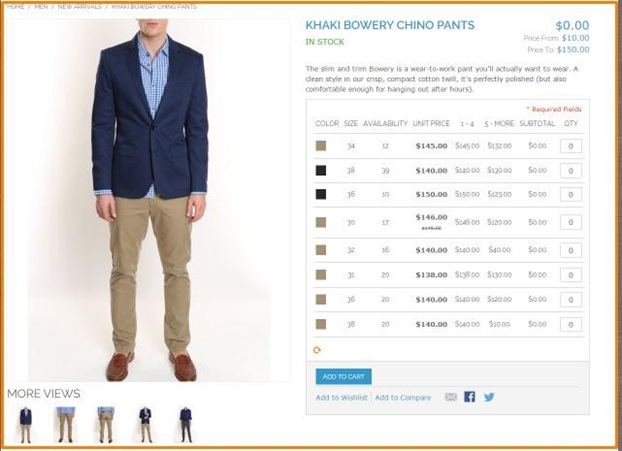 HOME / MEN / NEW ARRIVALS / KHAKI BOWERY CHINO PANTS
KHAKI BOWERY CHINO PANTS
$0.00
IN STOCK
Price From: $10.00
Price To: $150.00
The slim and trim Bowery is a wear-to-work pant you'll actually want to wear. A
clean style in our crisp, compact cotton twill, it's perfectly polished (but also
comfortable enough for hanging out after hours).
* Required Fields
COLOR SIZE AVAILABILITY UNIT PRICE 1 - 4 5 - MORE SUBTOTAL QTY
34 12 $145.00 $145.00 $132.00 $0.00 0
38 39 $140.00 $140.00 $130.00 $0.00 0
36 10 $150.00 $150.00 $123.00 $0.00 0
30 17 $146.00 $146.00 $120.00 $0.00 0
32 16 $140.00 $140.00 $40.00 $0.00 0
31 20 $138.00 $138.00 $130.00 $0.00 0
36 20 $140.00 $140.00 $120.00 $0.00 0
38 20 $140.00 $140.00 $10.00 $0.00 0
ADD TO CART
Add to Wishlist | Add to Compare
MORE VIEWS